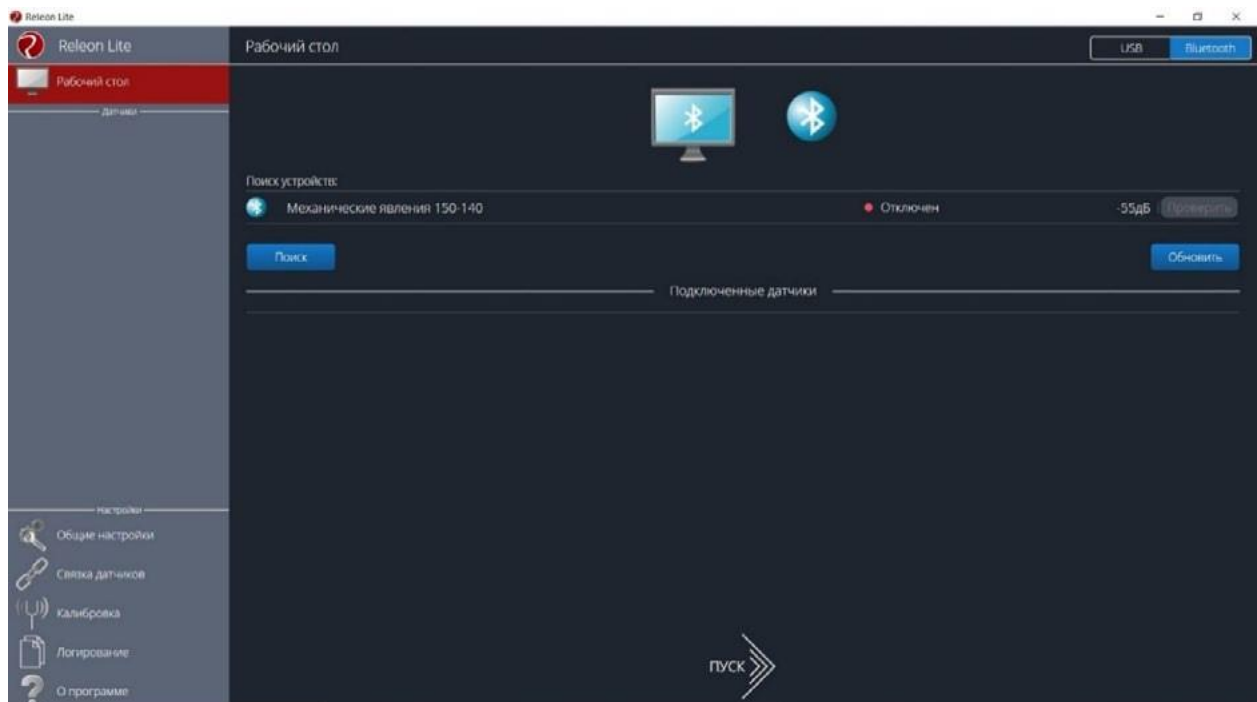 Releon Lite
Releon Lite
Рабочий стол
USB
Bluetooth
Рабочий стол
Датчики
Поиск устройств:
Механические явления 150-140
Отключен
-55дБ
Проверить
Поиск
Обновить
Подключенные датчики
Настройки
Общие настройки
Связка датчиков
Калибровка
Логирование
О программе
ПУСК